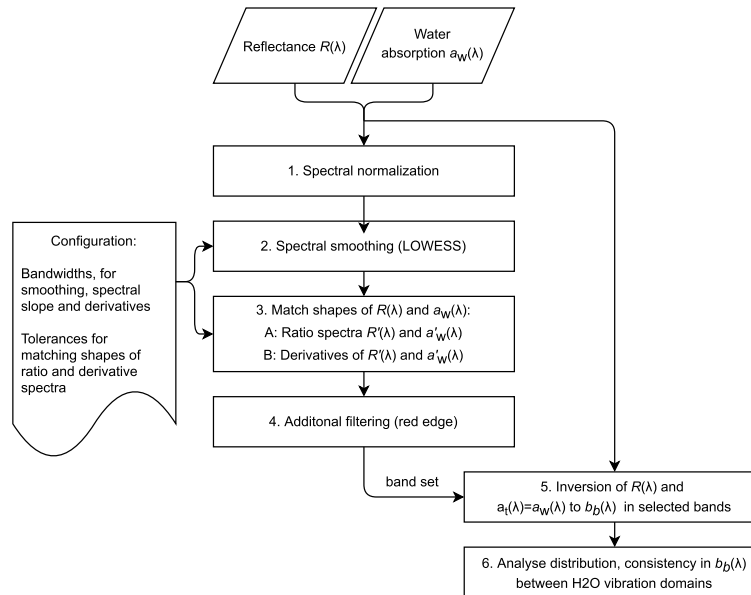 Reflectance R(λ)
Water
absorption aw(λ)
1. Spectral normalization
Configuration:
Bandwidths, for
smoothing, spectral
slope and derivatives
Tolerances for
matching shapes of
ratio and derivative
spectra
2. Spectral smoothing (LOWESS)
3. Match shapes of R(λ) and aw(λ):
A: Ratio spectra R'(λ) and a'w(λ)
B: Derivatives of R'(λ) and a'w(λ)
4. Additonal filtering (red edge)
band set
5. Inversion of R(λ) and
at(λ)=aw(λ) to bb(λ) in selected bands
6. Analyse distribution, consistency in bb(λ)
between H2O vibration domains